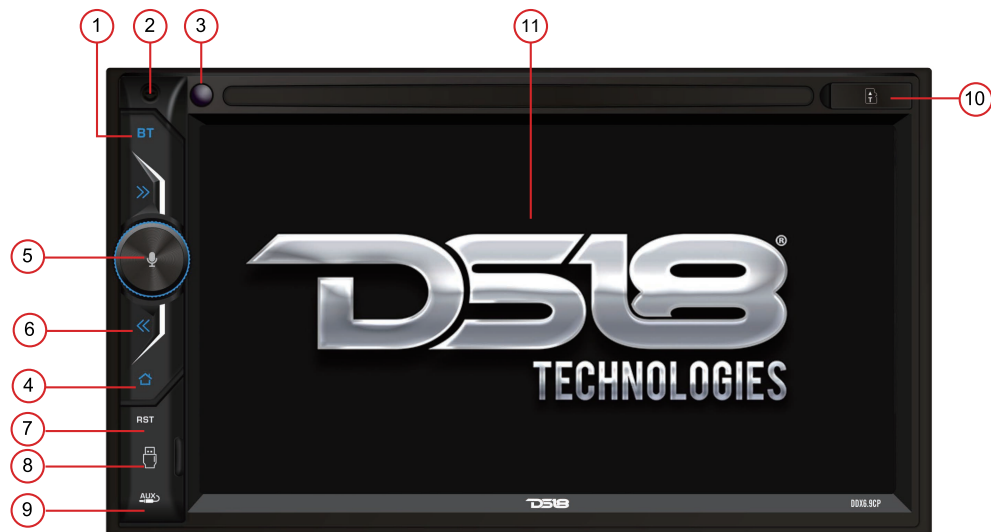 1
2
3
11
10
BT
5
6
4
RST
7
8
AUX
9
DS18®
TECHNOLOGIES
T
DS18
DDX6.9CP